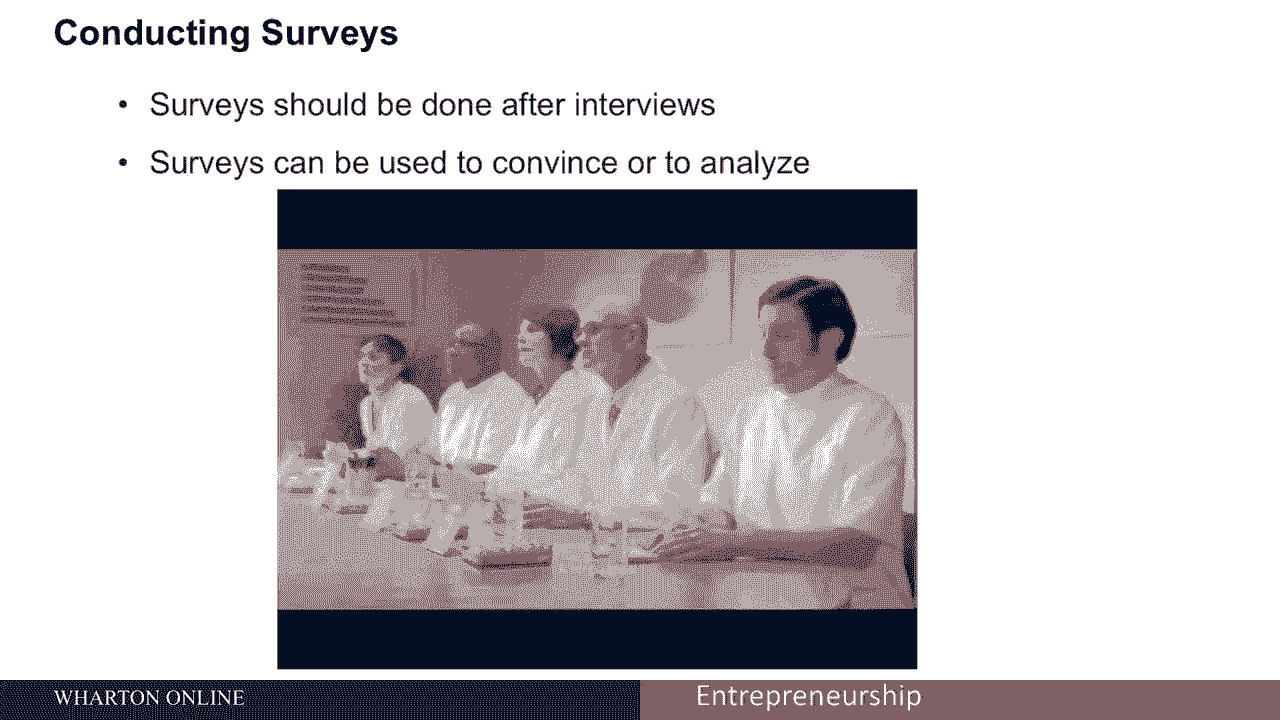 Conducting Surveys
• Surveys should be done after interviews
• Surveys can be used to convince or to analyze
WHARTON ONLINE
Entrepreneurship